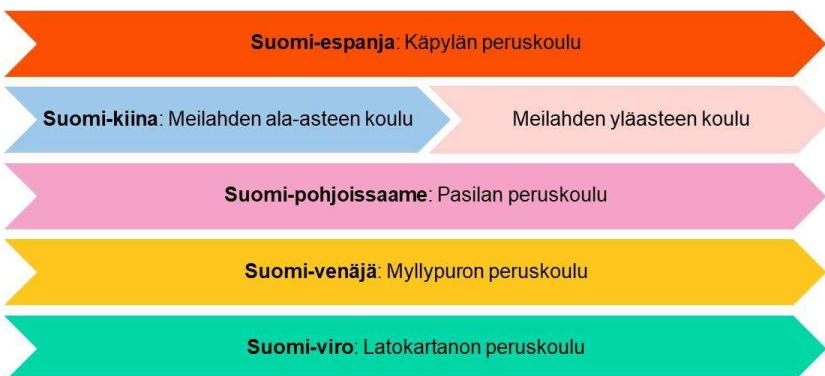 Suomi-espanja: Käpylän peruskoulu
Suomi-kiina: Meilahden ala-asteen koulu
Meilahden yläasteen koulu
Suomi-pohjoissaame: Pasilan peruskoulu
Suomi-venäjä: Myllypuron peruskoulu
Suomi-viro: Latokartanon peruskoulu